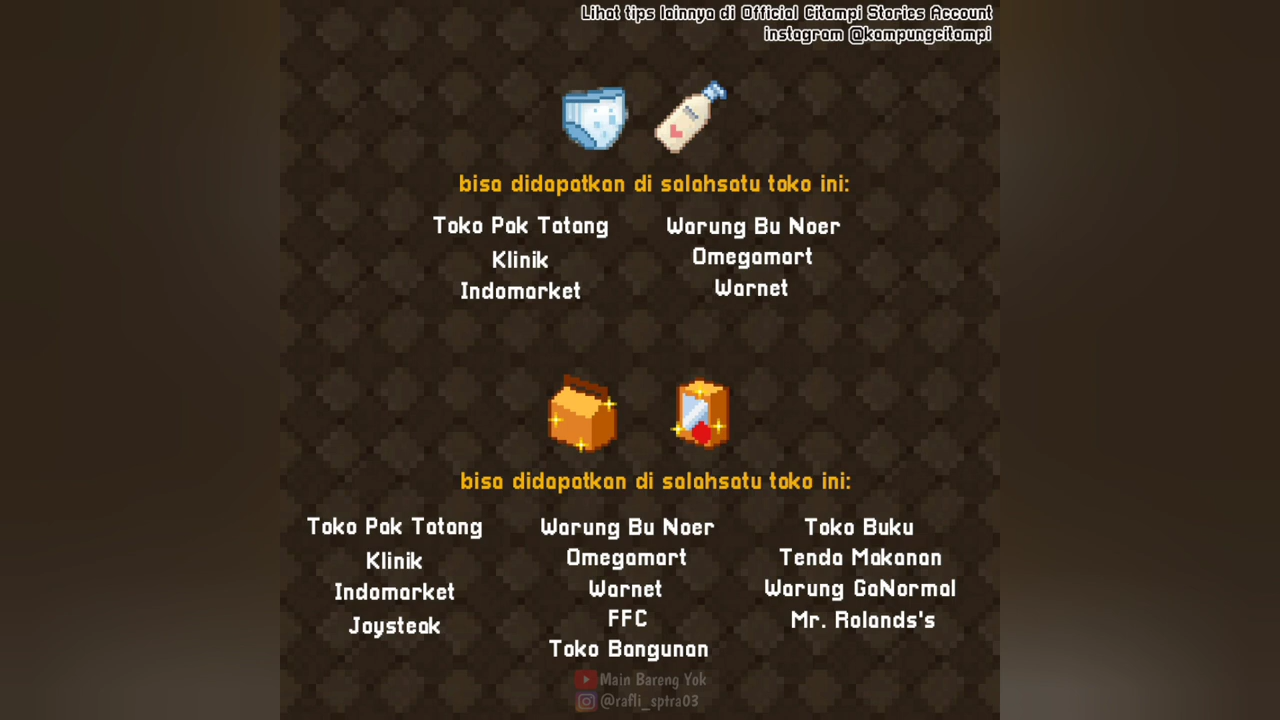 Lihat tips lainnya di Official Citampi Stories Account
instagram @kampungcitampi
bisa didapatkan di salahsatu toko ini:
Toko Pak Tatang
Klinik
Indomarket
Warung Bu Noer
Omegamart
Warnet
bisa didapatkan di salahsatu toko ini:
Toko Pak Tatang
Klinik
Indomarket
Joysteak
Warung Bu Noer
Omegamart
Warnet
FFC
Toko Bangunan
Toko Buku
Tenda Makanan
Warung GaNormal
Mr. Rolands's
Main Bareng Yok
@rafli_sptra03